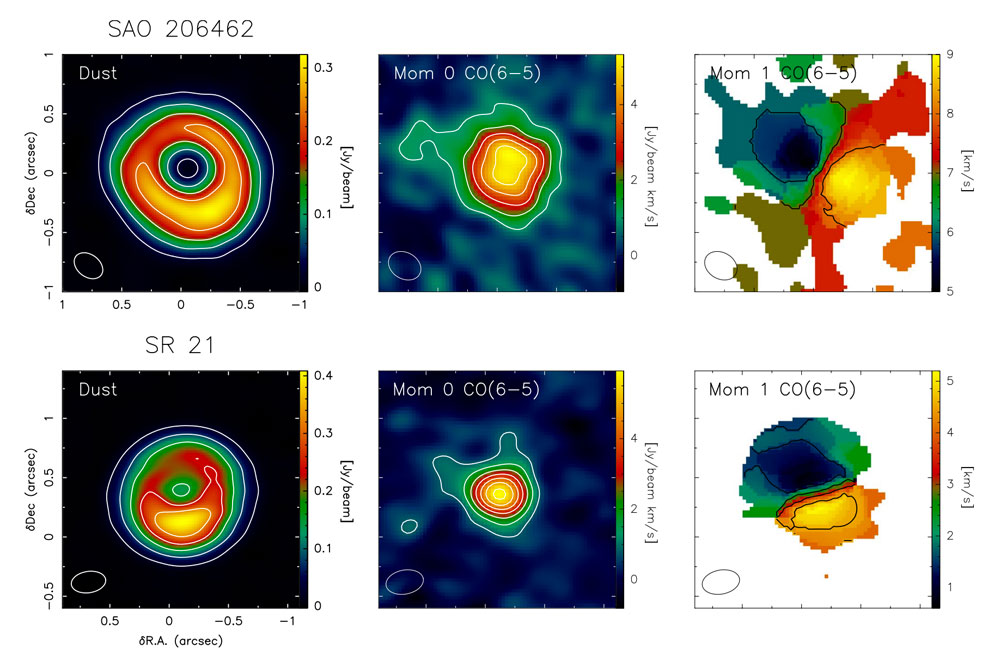 SAO 206462
Dust
Mom 0 CO(6−5)
Mom 1 CO(6−5)
1
0.5
0
−0.5
−1
δDec (arcsec)
1
0.5
0
−0.5
−1
0.3
0.2
0.1
0
[Jy/beam]
4
2
0
[Jy/beam km/s]
9
8
7
6
5
[km/s]
SR 21
Dust
Mom 0 CO(6−5)
Mom 1 CO(6−5)
1
0.5
0
−0.5
δDec (arcsec)
1
0.5
0
−0.5
−1
δR.A. (arcsec)
0.4
0.3
0.2
0.1
0
[Jy/beam]
4
2
0
[Jy/beam km/s]
5
4
3
2
1
[km/s]